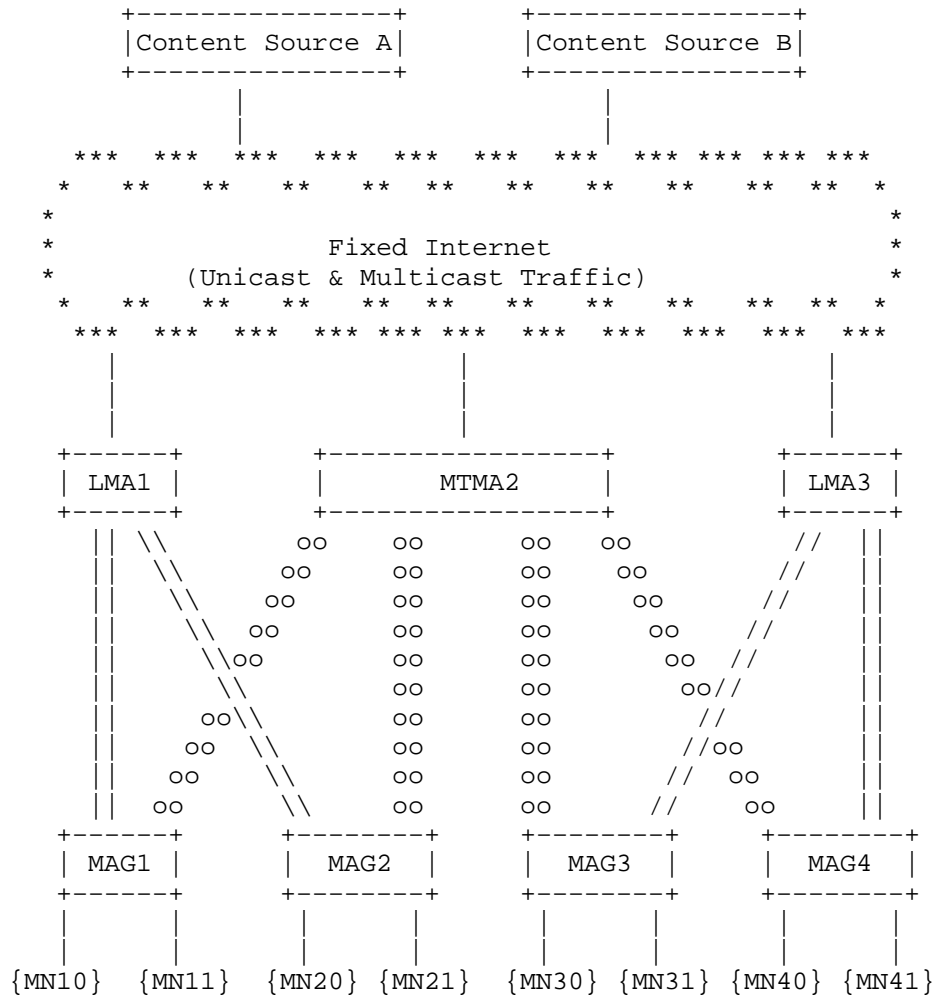 Content Source A Content Source B
Fixed Internet
(Unicast & Multicast Traffic)
LMA1 MTMA2 LMA3
MAG1 MAG2 MAG3 MAG4
{MN10} {MN11} {MN20} {MN21} {MN30} {MN31} {MN40} {MN41}